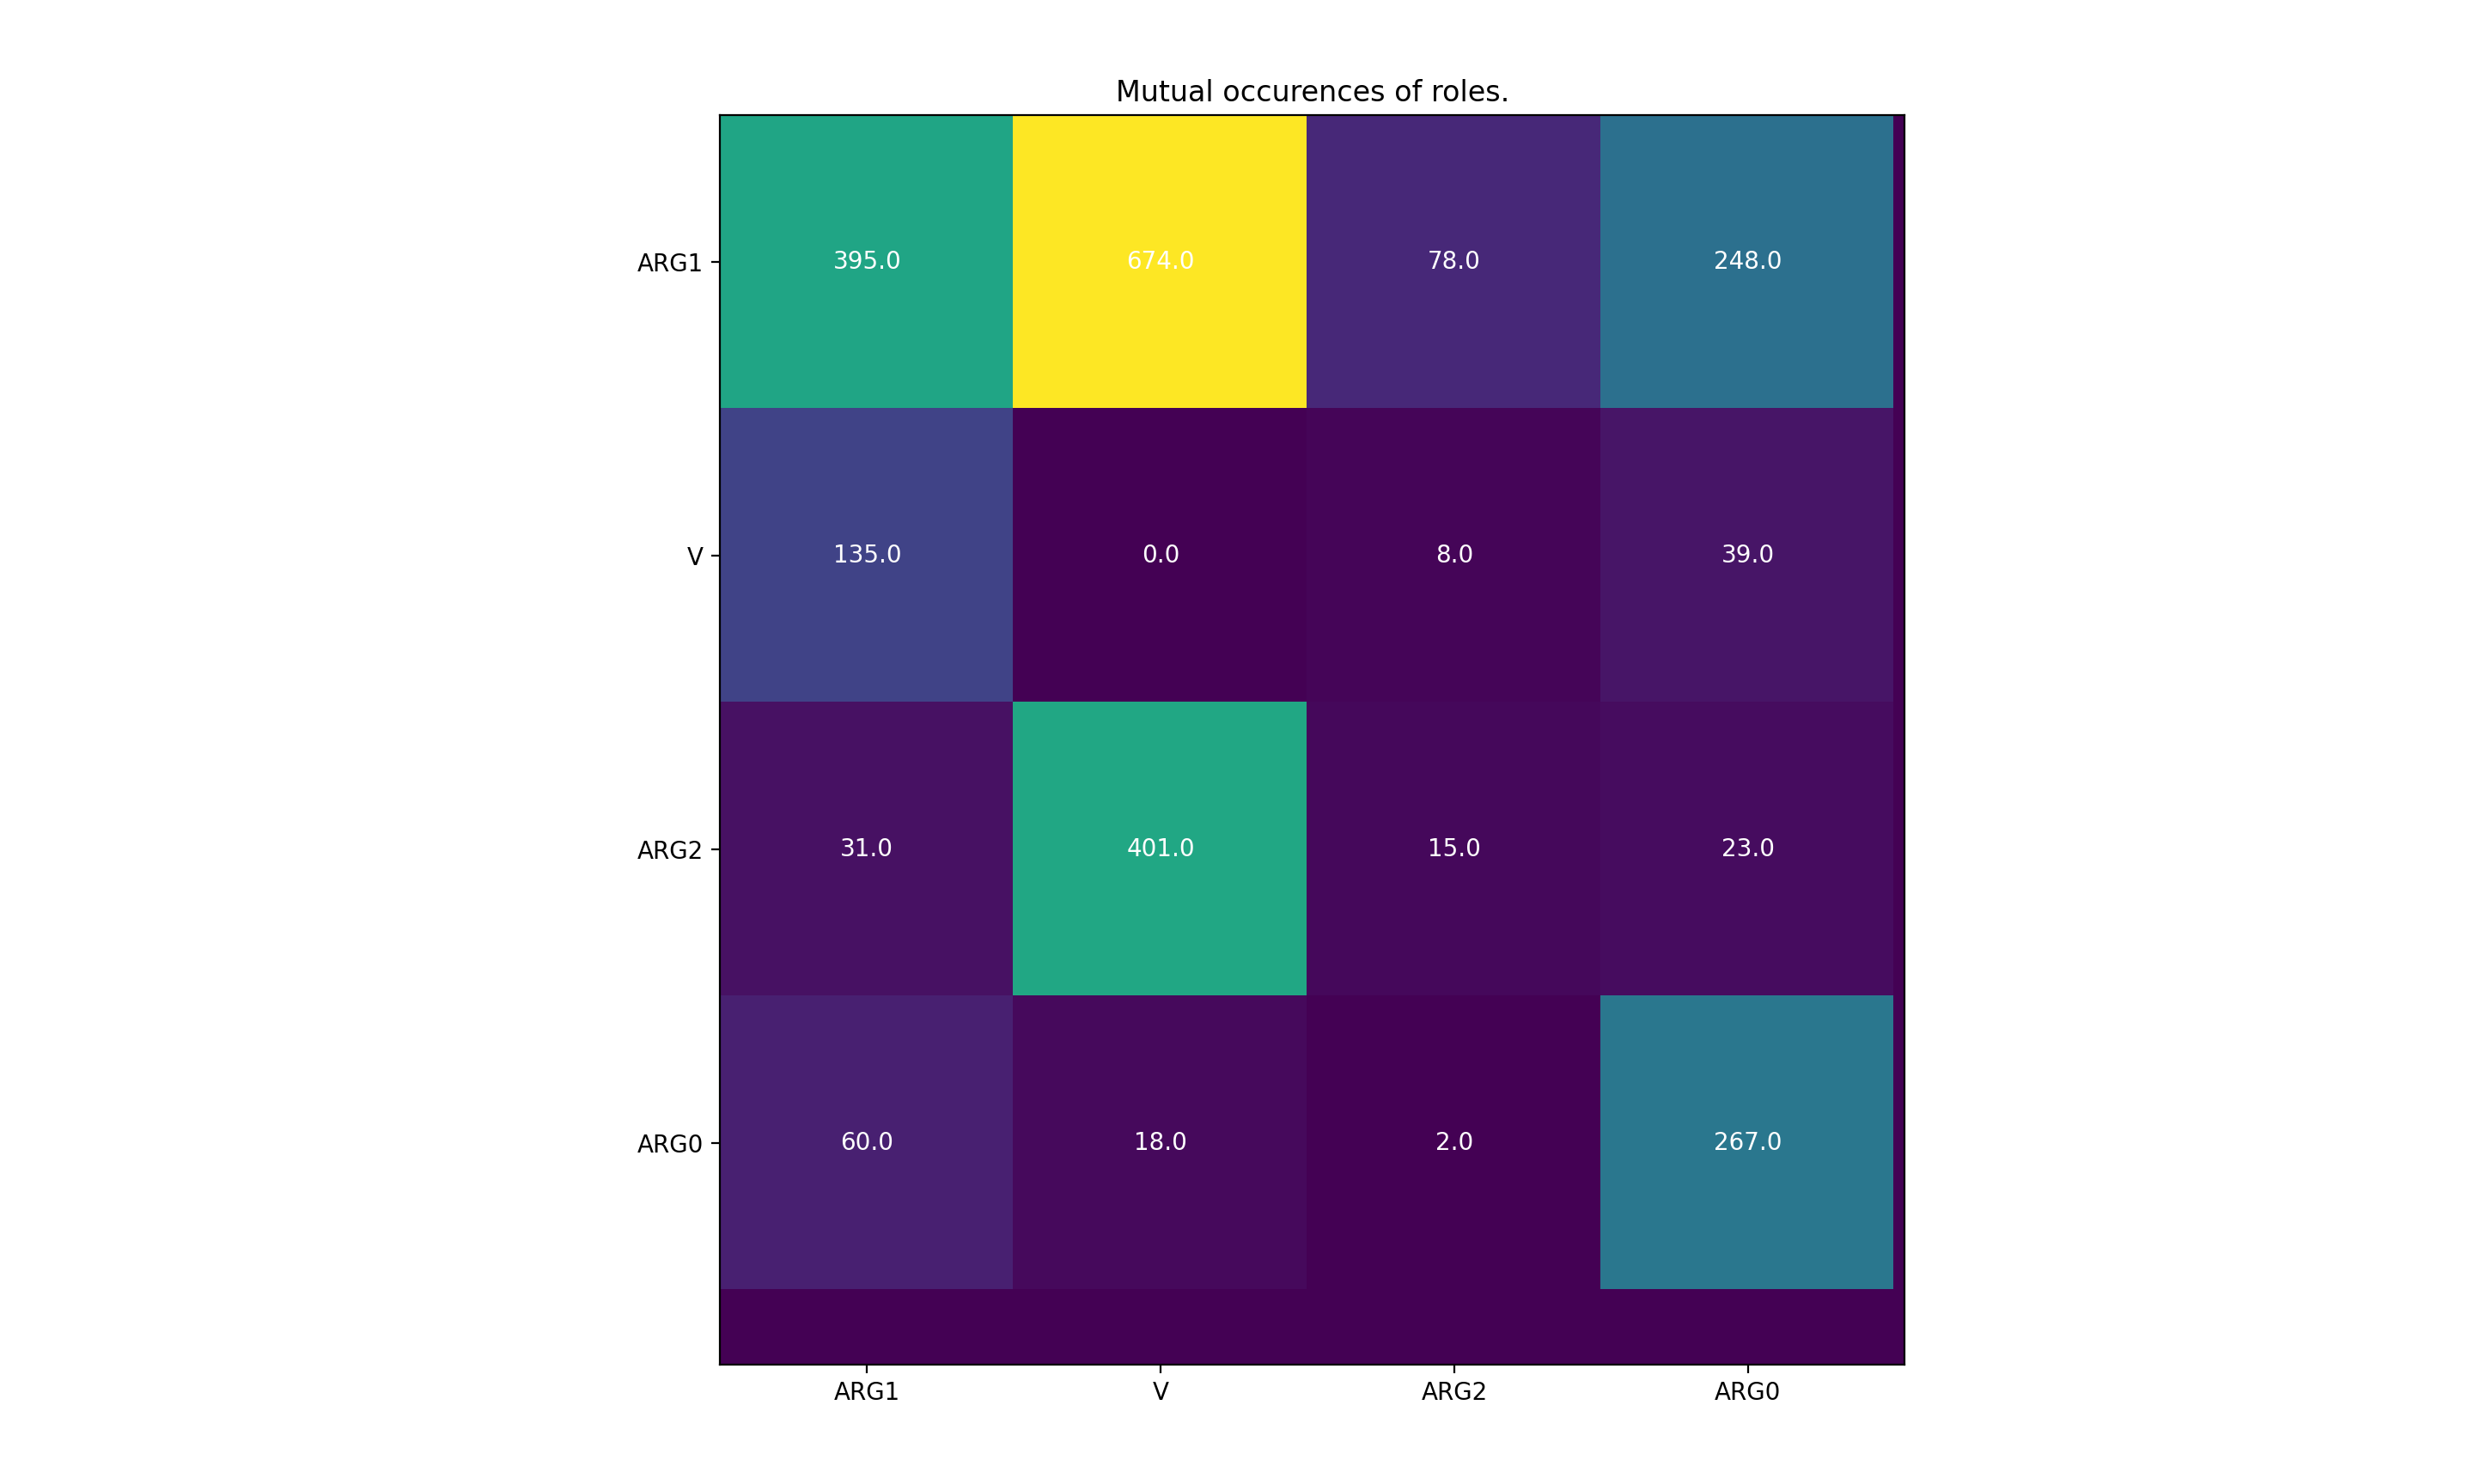 Mutual occurences of roles.
ARG1 395.0 674.0 78.0 248.0
V 135.0 0.0 8.0 39.0
ARG2 31.0 401.0 15.0 23.0
ARG0 60.0 18.0 2.0 267.0
ARG1 V ARG2 ARG0